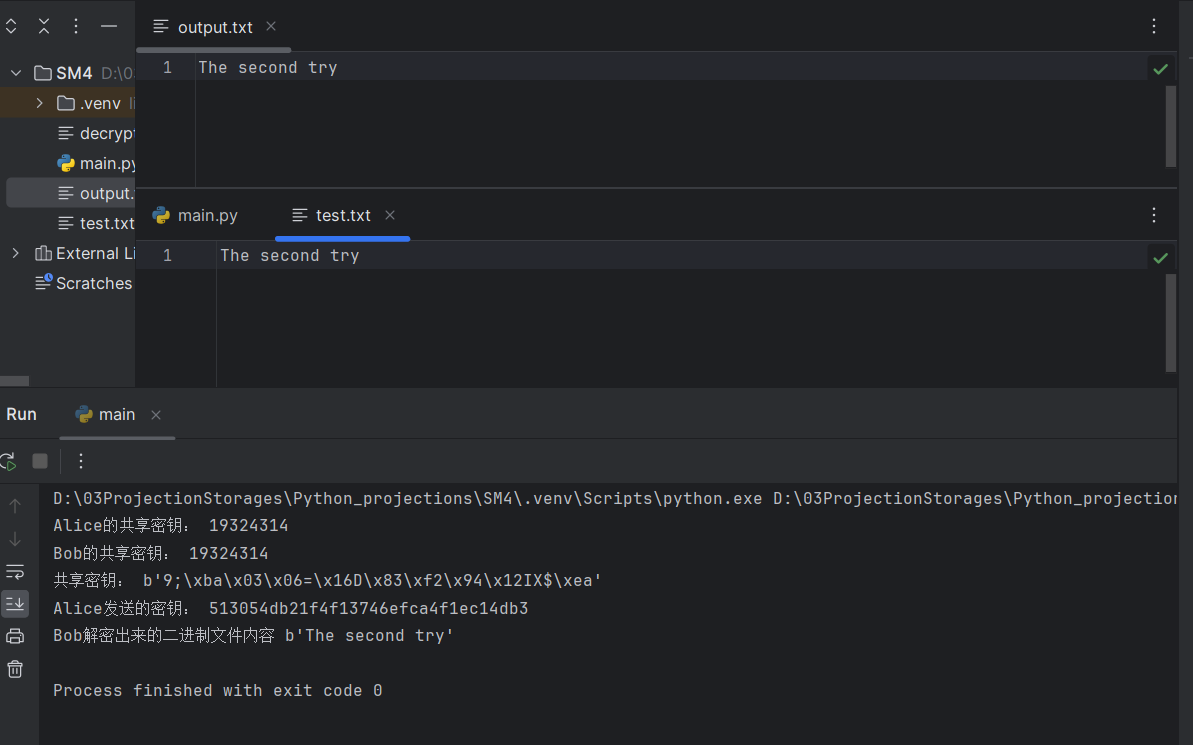 output.txt
1 The second try
SM4 D:\0
.venv li
decryp
main.py
output.
test.txt
External Li
Scratches
main.py test.txt
1 The second try
Run main
D:\03ProjectionStorages\Python_projections\SM4\.venv\Scripts\python.exe D:\03ProjectionStorages\Python_projection
Alice的共享密钥： 19324314
Bob的共享密钥： 19324314
共享密钥： b'9;\xba\x03\x06=\x16D\x83\xf2\x94\x12IX$\xea'
Alice发送的密钥： 513054db21f4f13746efca4f1ec14db3
Bob解密出来的二进制文件内容 b'The second try'
Process finished with exit code 0